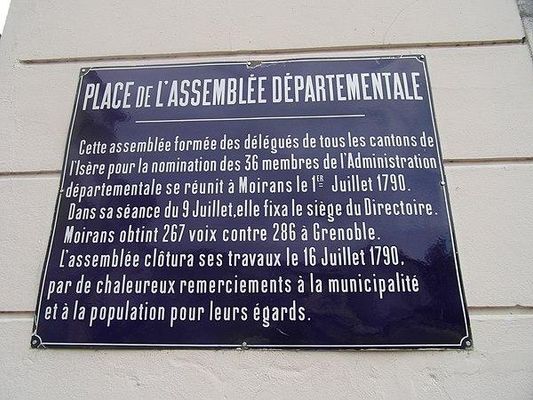 PLACE DE L'ASSEMBLÉE DÉPARTEMENTALE
Cette assemblée formée des délégués de tous les cantons de
l'Isère pour la nomination des 36 membres de l'Administration
départementale se réunit à Moirans le 1ER Juillet 1790.
Dans sa séance du 9 Juillet,elle fixa le siège du Directoire.
Moirans obtint 267 voix contre 286 à Grenoble.
L'assemblée clôtura ses travaux le 16 Juillet 1790,
par de chaleureux remerciements à la municipalité
et à la population pour leurs égards.